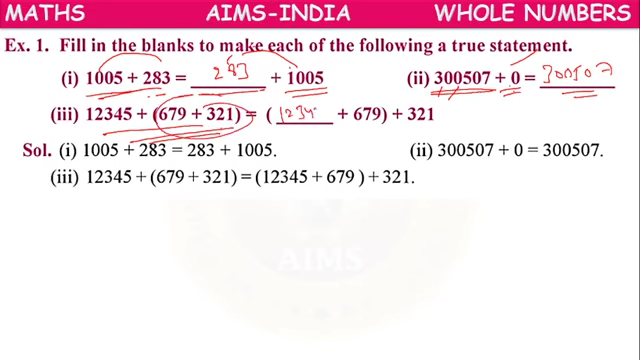 MATHS AIMS-INDIA WHOLE NUMBERS
Ex. 1. Fill in the blanks to make each of the following a true statement.
(i) 1005 + 283 = 283 + 1005 (ii) 300507 + 0 = 300507
(iii) 12345 + (679 + 321) = (1234 + 679) + 321
Sol. (i) 1005 + 283 = 283 + 1005. (ii) 300507 + 0 = 300507.
(iii) 12345 + (679 + 321) = (12345 + 679 ) + 321.
AIMS